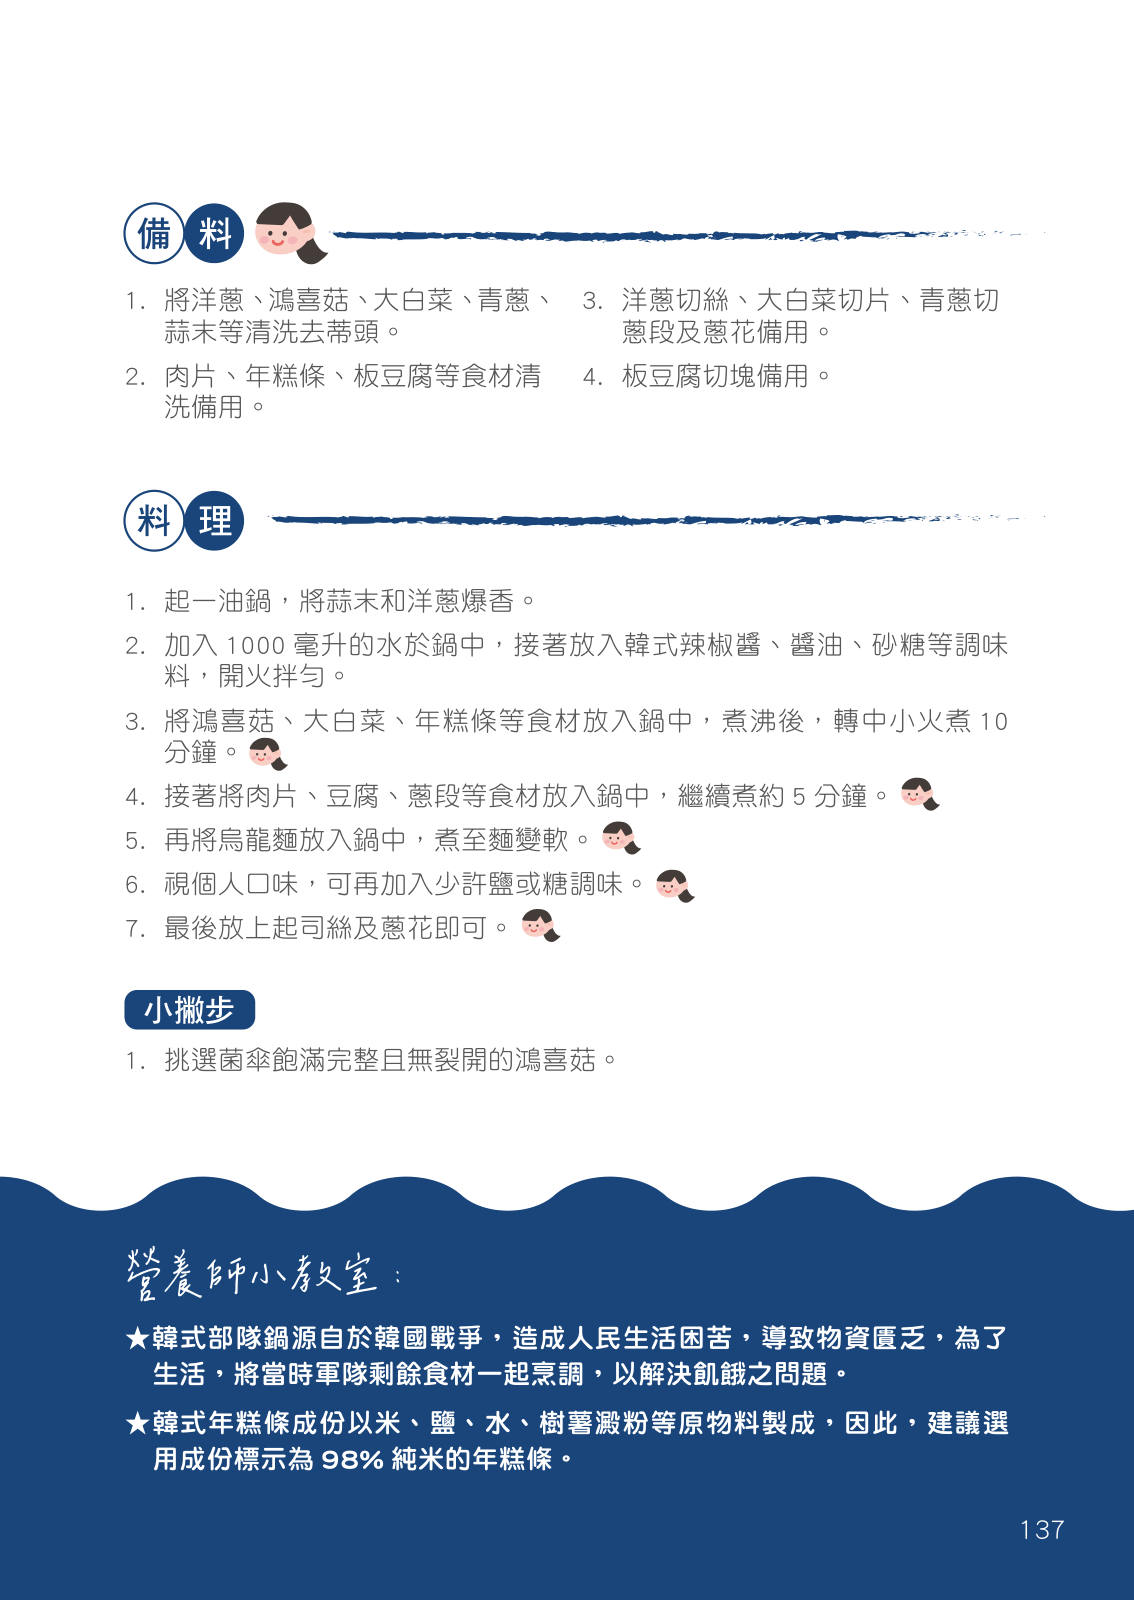 備料
1. 將洋蔥、鴻喜菇、大白菜、青蔥、
蒜末等清洗去蒂頭。
2. 肉片、年糕條、板豆腐等食材清
洗備用。
3. 洋蔥切絲、大白菜切片、青蔥切
蔥段及蔥花備用。
4. 板豆腐切塊備用。
料理
1. 起一油鍋，將蒜末和洋蔥爆香。
2. 加入 1000 毫升的水於鍋中，接著放入韓式辣椒醬、醬油、砂糖等調味
料，開火拌勻。
3. 將鴻喜菇、大白菜、年糕條等食材放入鍋中，煮沸後，轉中小火煮 10
分鐘。
4. 接著將肉片、豆腐、蔥段等食材放入鍋中，繼續煮約 5 分鐘。
5. 再將烏龍麵放入鍋中，煮至麵變軟。
6. 視個人口味，可再加入少許鹽或糖調味。
7. 最後放上起司絲及蔥花即可。
小撇步
1. 挑選菌傘飽滿完整且無裂開的鴻喜菇。
營養師小教室：
★韓式部隊鍋源自於韓國戰爭，造成人民生活困苦，導致物資匱乏，為了
生活，將當時軍隊剩餘食材一起烹調，以解決飢餓之問題。
★韓式年糕條成份以米、鹽、水、樹薯澱粉等原物料製成，因此，建議選
用成份標示為 98% 純米的年糕條。
137